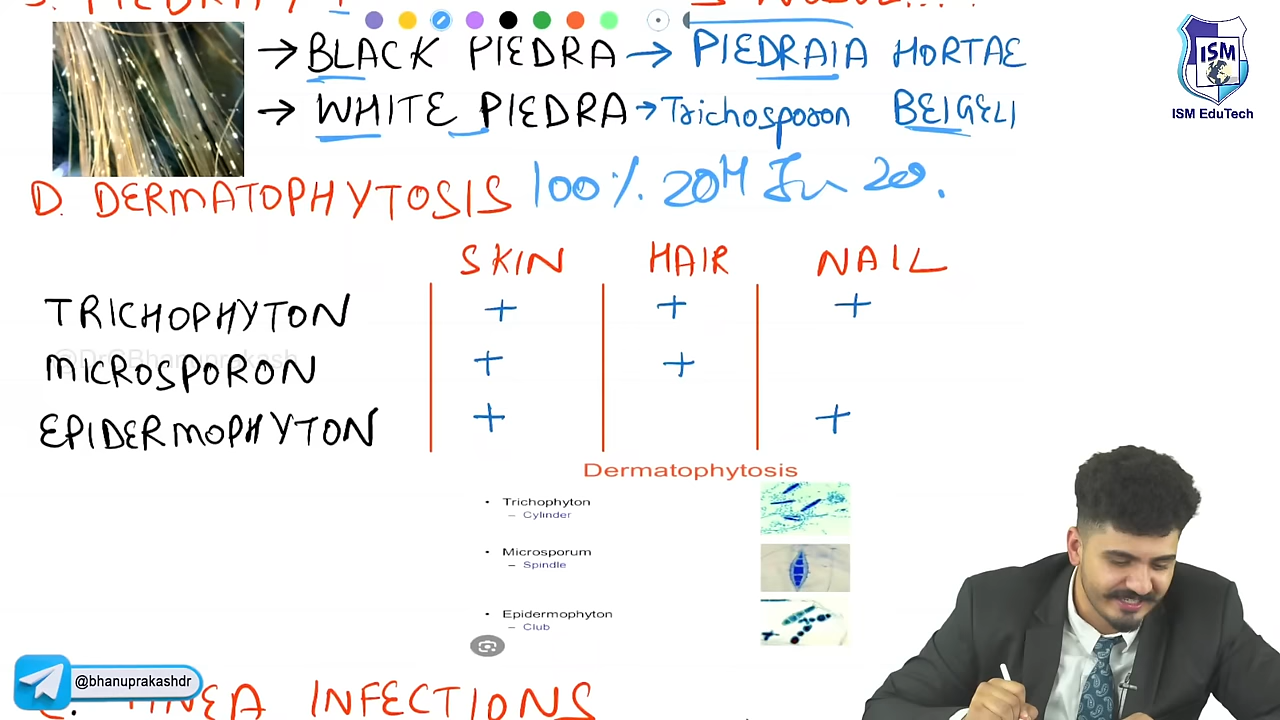 ISM
ISM EduTech
→ BLACK PIEDRA → PIEDRAIA HORTAE
→ WHITE PIEDRA → Trichosporon BEIGELI
D. DERMATOPHYTOSIS 100%. 20M
SKIN HAIR NAIL
TRICHOPHYTON + + +
@DrGBhanuprakash
MICROSPORON + +
EPIDERMOPHYTON + +
Dermatophytosis
• Trichophyton
– Cylinder
• Microsporum
– Spindle
• Epidermophyton
– Club
@bhanuprakashdr
INFECTIONS